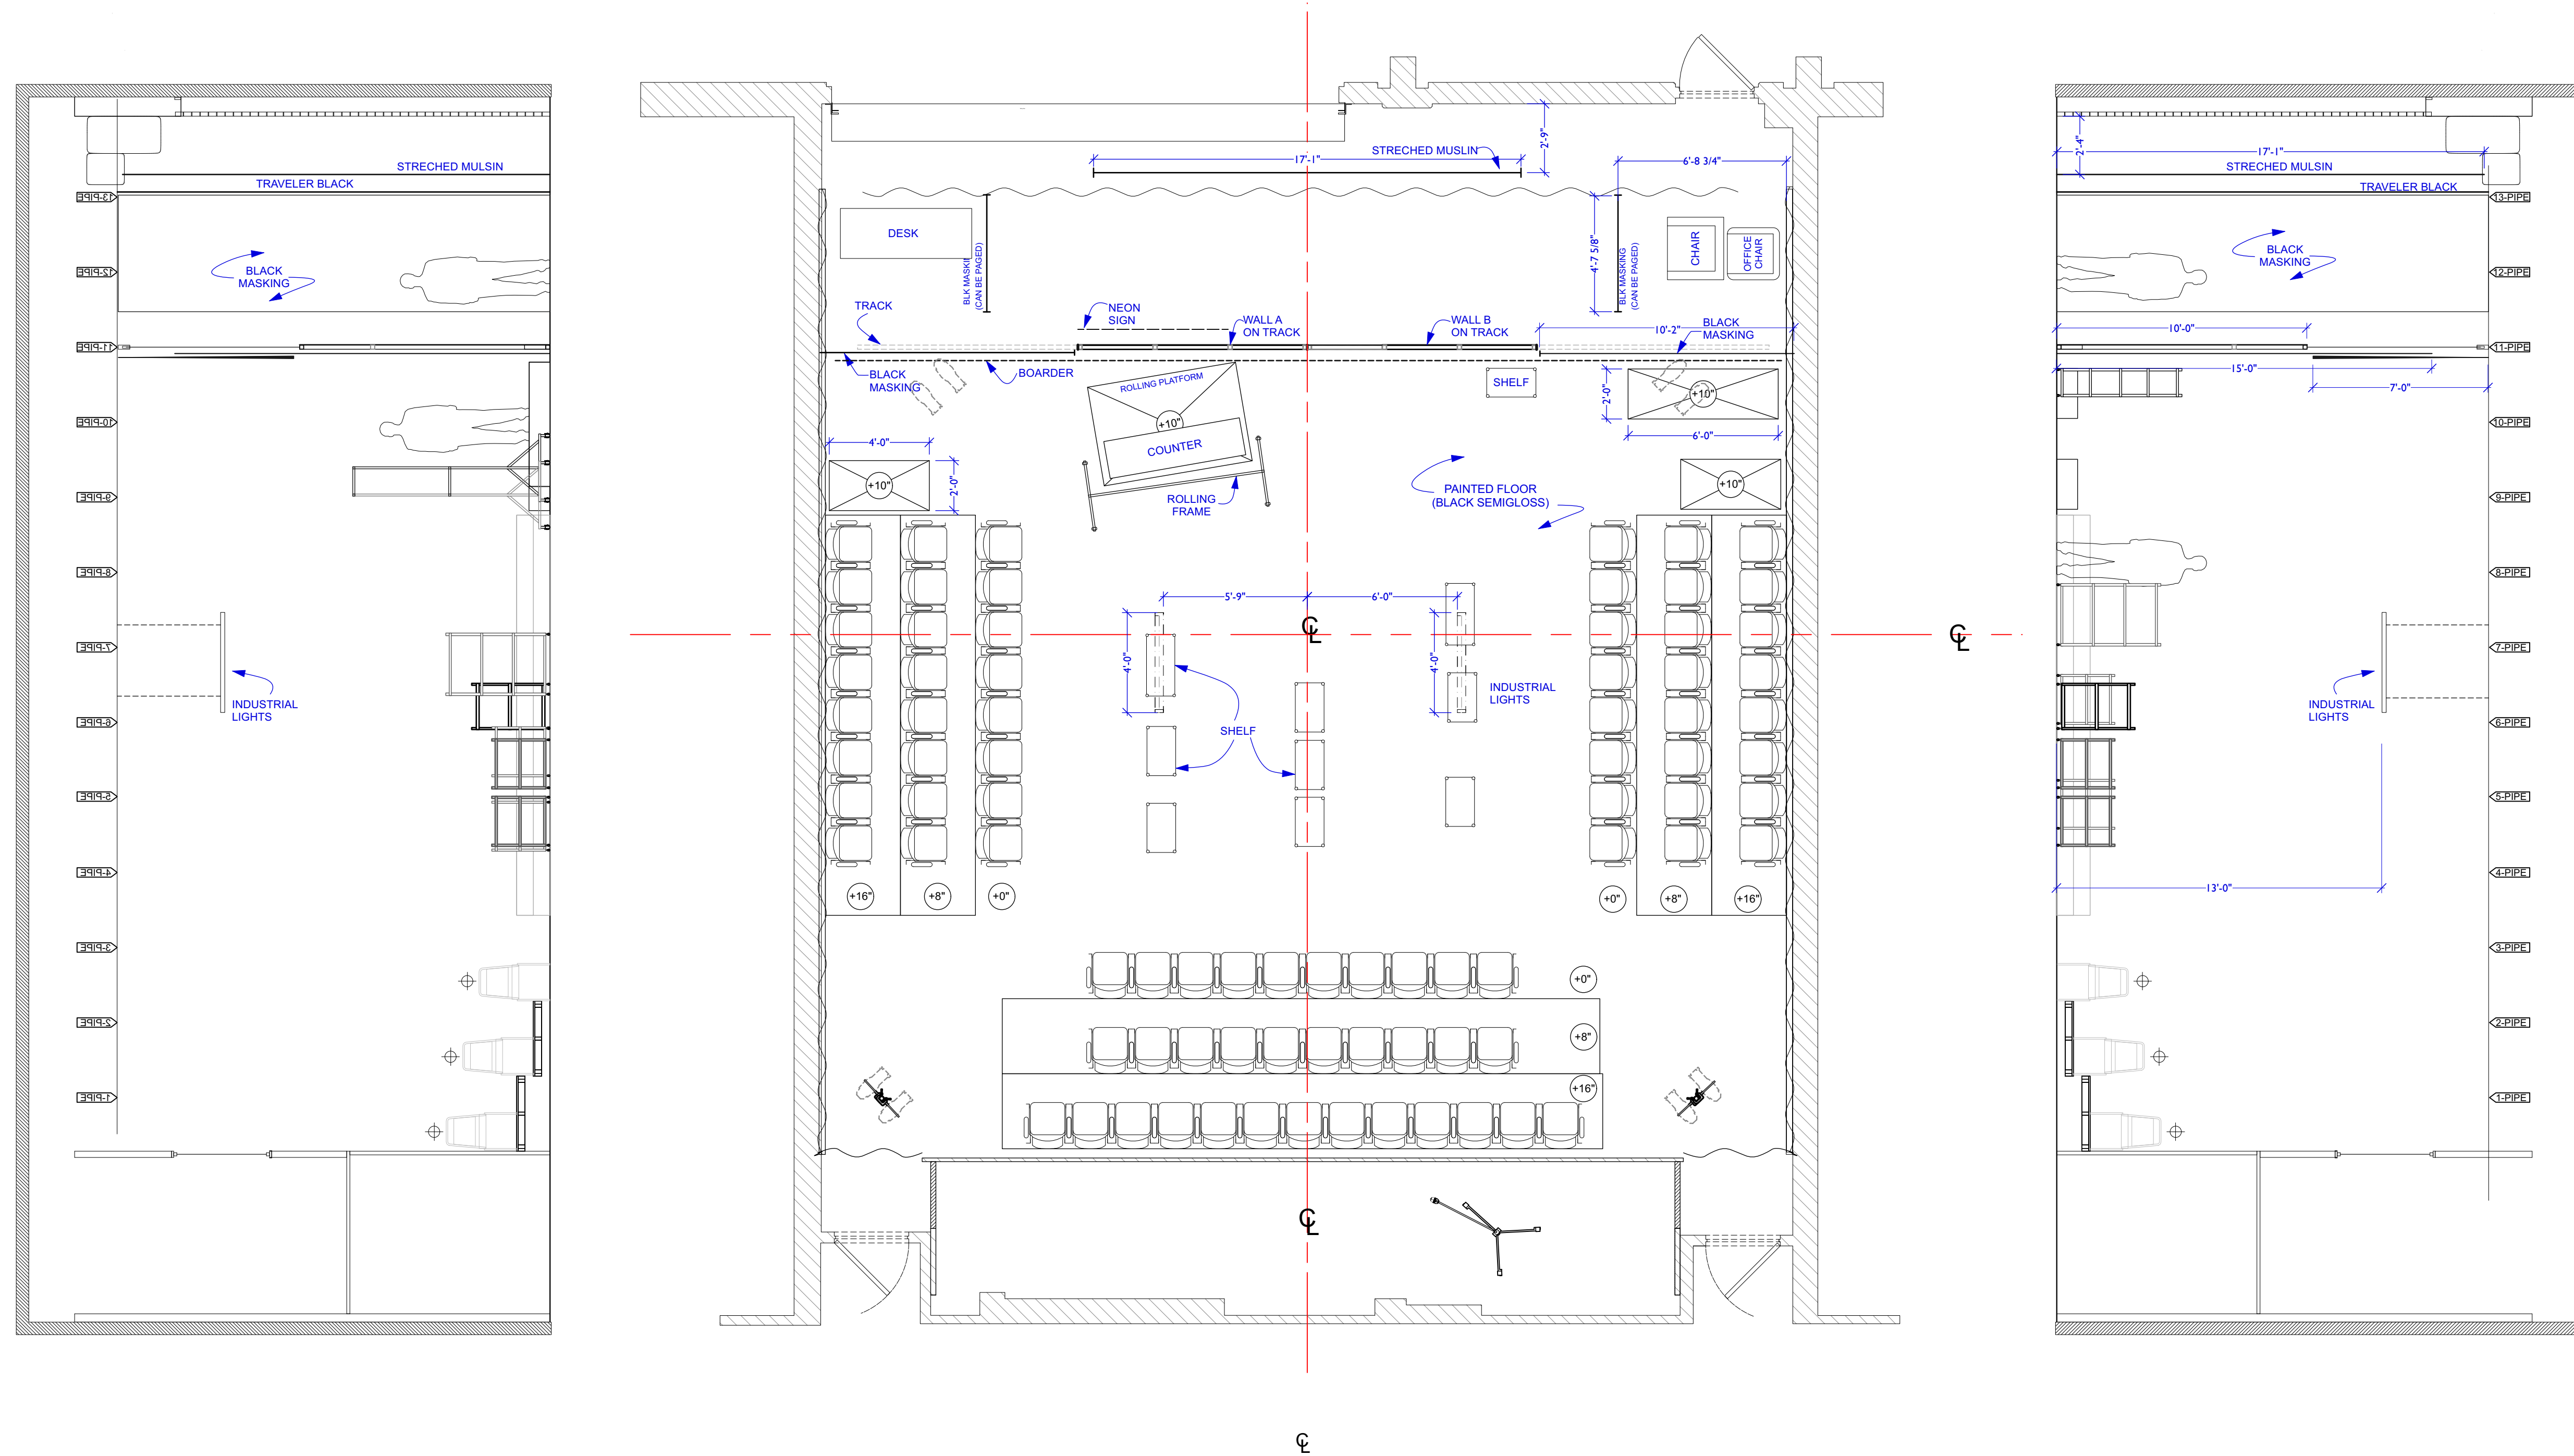 STRECHED MULSIN
TRAVELER BLACK
13-PIPE
12-PIPE
BLACK
MASKING
11-PIPE
10-PIPE
9-PIPE
8-PIPE
7-PIPE
INDUSTRIAL
LIGHTS
6-PIPE
5-PIPE
4-PIPE
3-PIPE
2-PIPE
1-PIPE
2'-9"
STRECHED MUSLIN
17'-1"
6'-8 3/4"
DESK
BLK MASKIN
(CAN BE PAGED)
4'-7 5/8"
BLK MASKING
(CAN BE PAGED)
CHAIR
OFFICE
CHAIR
TRACK
NEON
SIGN
WALL A
ON TRACK
WALL B
ON TRACK
10'-2"
BLACK
MASKING
BLACK
MASKING
BOARDER
ROLLING PLATFORM
+10"
COUNTER
SHELF
2'-0"
+10"
6'-0"
4'-0"
+10"
2'-0"
ROLLING
FRAME
PAINTED FLOOR
(BLACK SEMIGLOSS)
+10"
5'-9"
6'-0"
4'-0"
4'-0"
INDUSTRIAL
LIGHTS
SHELF
+16"
+8"
+0"
+0"
+8"
+16"
+0"
+8"
+16"
2'-4"
17'-1"
STRECHED MULSIN
TRAVELER BLACK
13-PIPE
BLACK
MASKING
12-PIPE
10'-0"
11-PIPE
15'-0"
7'-0"
10-PIPE
9-PIPE
8-PIPE
7-PIPE
INDUSTRIAL
LIGHTS
6-PIPE
5-PIPE
4-PIPE
13'-0"
3-PIPE
2-PIPE
1-PIPE